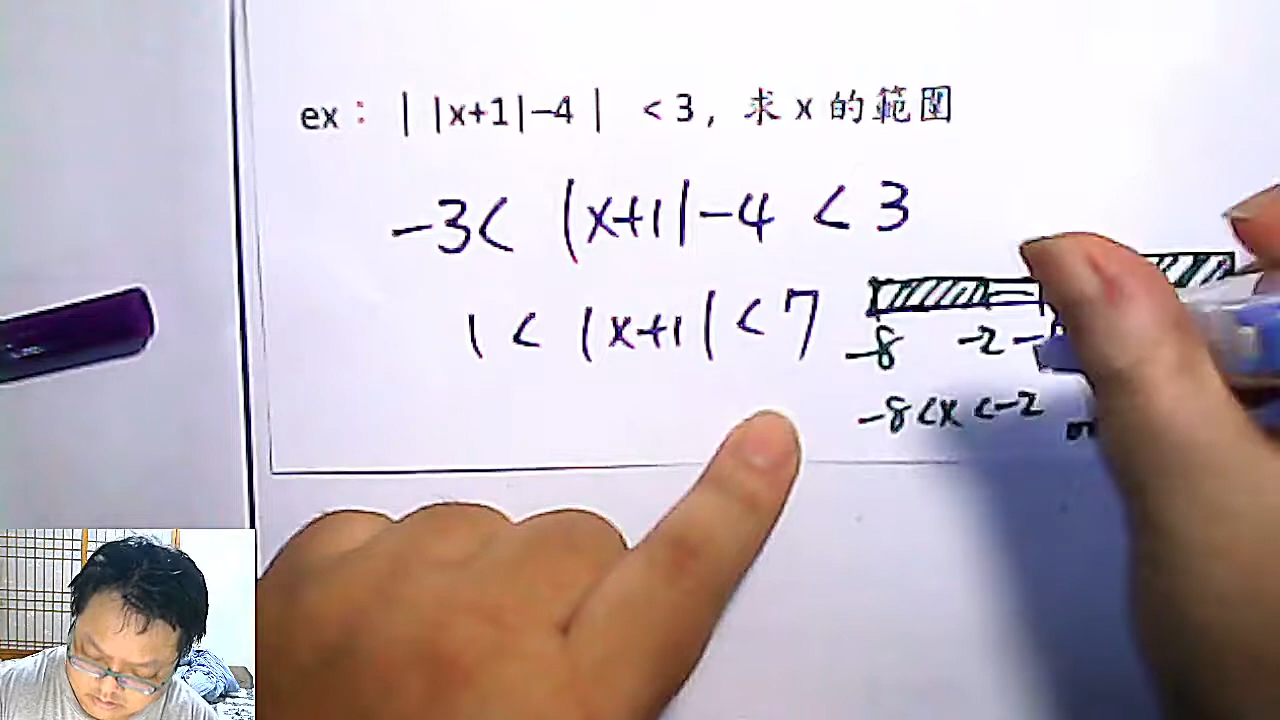 ex： | |x+1|−4 | < 3，求 x 的範圍
−3< |x+1|−4 < 3
1 < |x+1| < 7
−8 −2 −
−8<x<−2